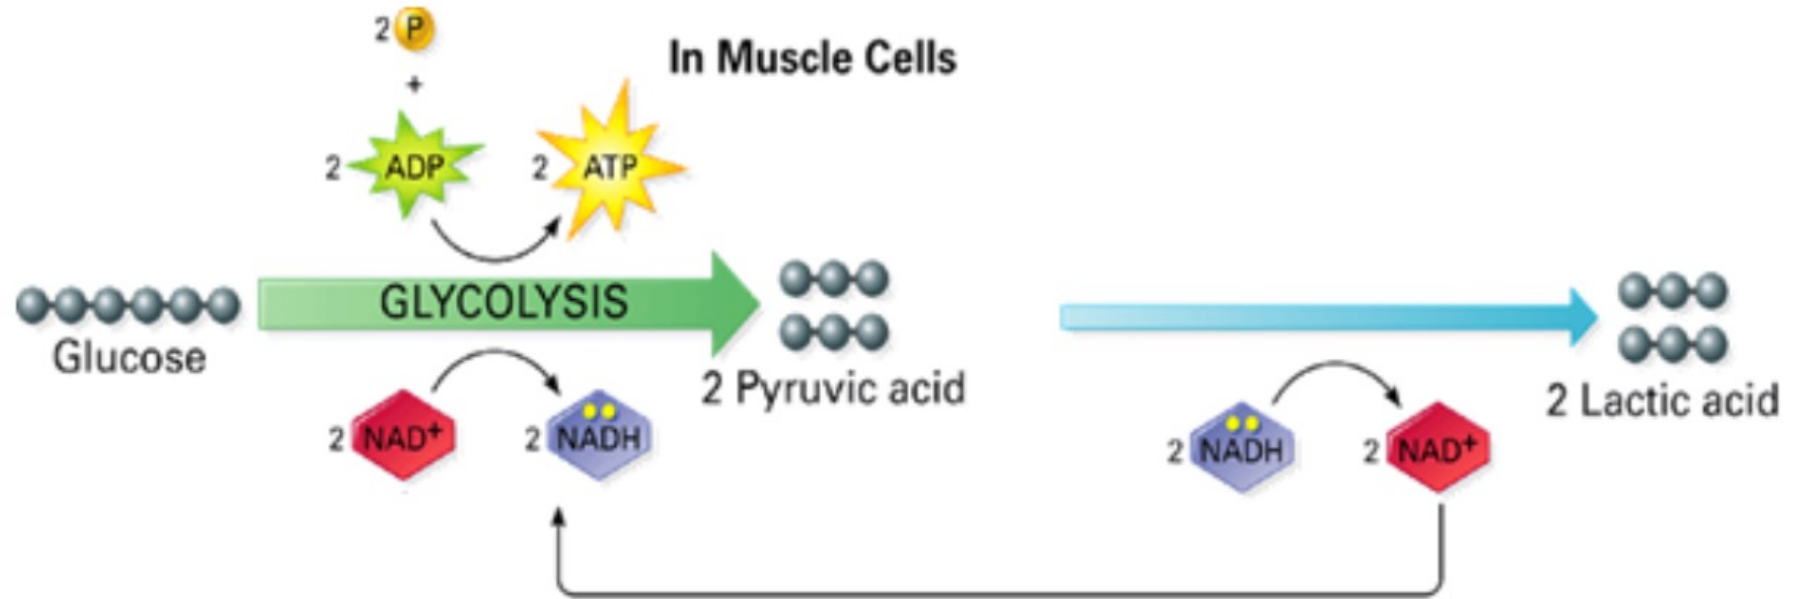 2 P
+
In Muscle Cells
2 ADP
2 ATP
GLYCOLYSIS
Glucose
2 Pyruvic acid
2 Lactic acid
2 NAD+
2 NADH
2 NADH
2 NAD+